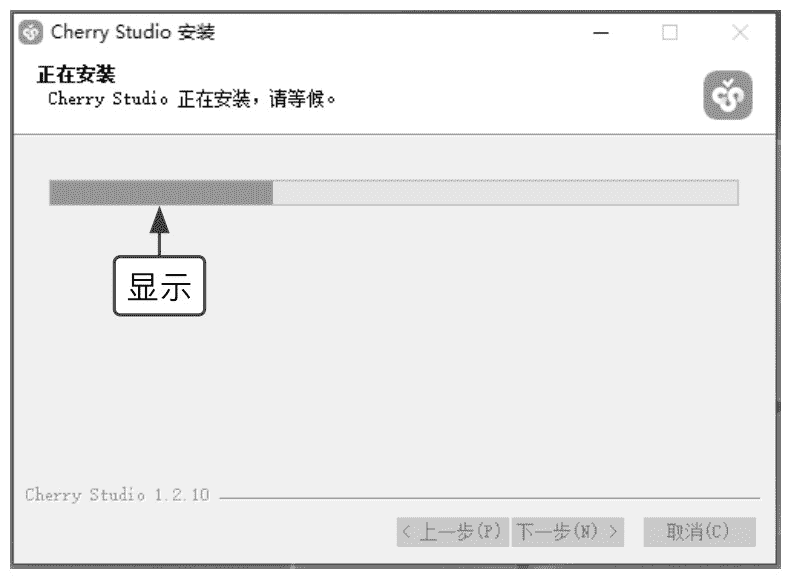 Cherry Studio 安装
正在安装
Cherry Studio 正在安装，请等候。
显示
Cherry Studio 1.2.10
< 上一步(P) 下一步(N) > 取消(C)